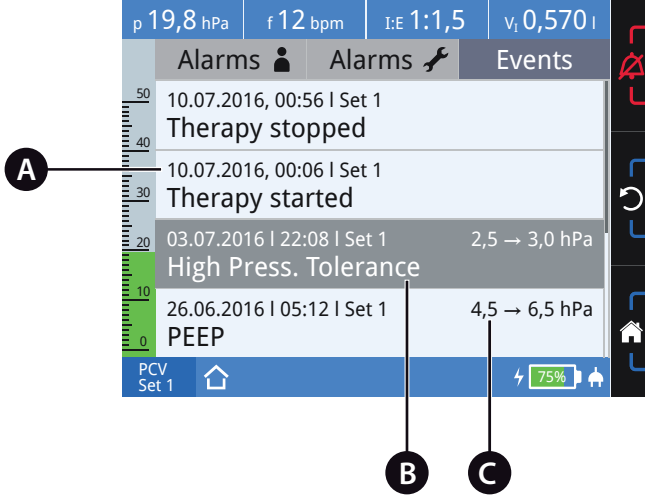 p 19,8 hPa f 12 bpm I:E 1:1,5 VI 0,570 l
Alarms Alarms Events
50
10.07.2016, 00:56 l Set 1
Therapy stopped
40
A
10.07.2016, 00:06 l Set 1
Therapy started
30
20
03.07.2016 l 22:08 l Set 1 2,5 → 3,0 hPa
High Press. Tolerance
10
26.06.2016 l 05:12 l Set 1 4,5 → 6,5 hPa
PEEP
0
PCV
Set 1
75%
B C